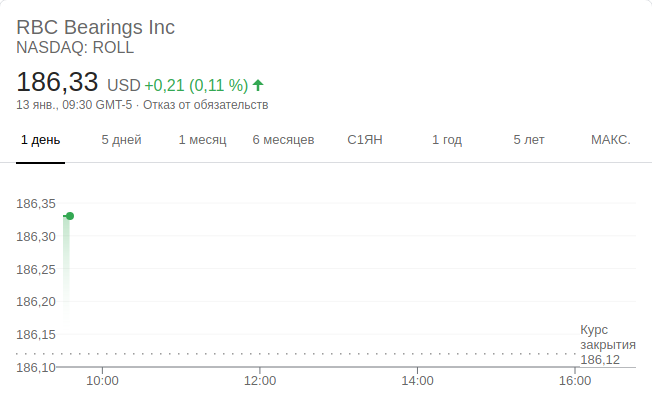 RBC Bearings Inc
NASDAQ: ROLL
186,33 USD +0,21 (0,11 %)
13 янв., 09:30 GMT-5 · Отказ от обязательств
1 день 5 дней 1 месяц 6 месяцев С1ЯН 1 год 5 лет МАКС.
186,35
186,30
186,25
186,20
186,15
186,10
Курс
закрытия
186,12
10:00 12:00 14:00 16:00